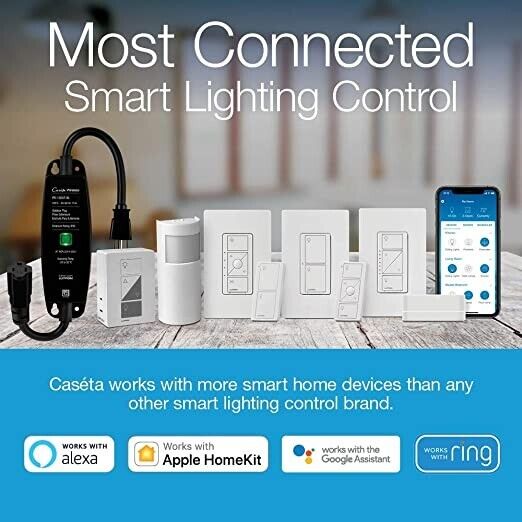 Most Connected
Smart Lighting Control
Caséta works with more smart home devices than any
other smart lighting control brand.
WORKS WITH
alexa
Works with
Apple HomeKit
works with the
Google Assistant
WORKS
WITH
ring